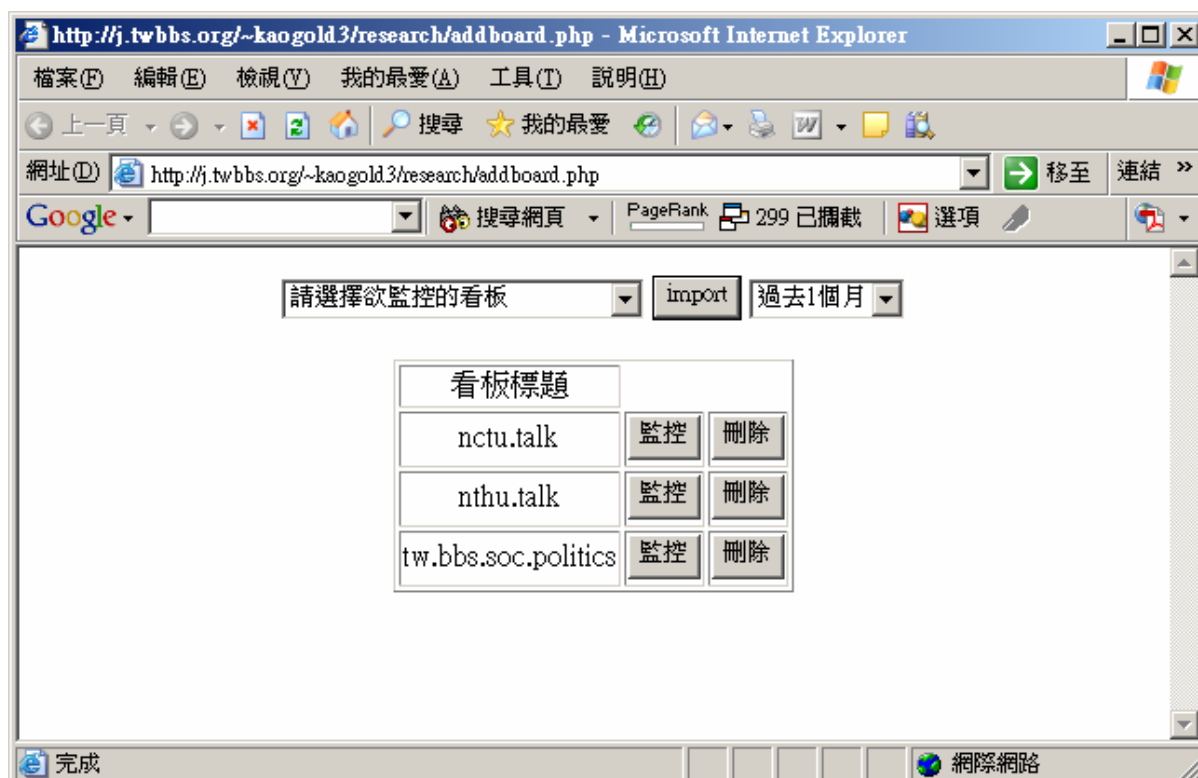 http://j.twbbs.org/~kaogold3/research/addboard.php - Microsoft Internet Explorer
檔案(F) 編輯(E) 檢視(V) 我的最愛(A) 工具(T) 說明(H)
上一頁 搜尋 我的最愛
網址(D) http://j.twbbs.org/~kaogold3/research/addboard.php 移至 連結 »
Google 搜尋網頁 PageRank 299 已攔截 選項
請選擇欲監控的看板 import 過去1個月
看板標題
nctu.talk 監控 刪除
nthu.talk 監控 刪除
tw.bbs.soc.politics 監控 刪除
完成 網際網路